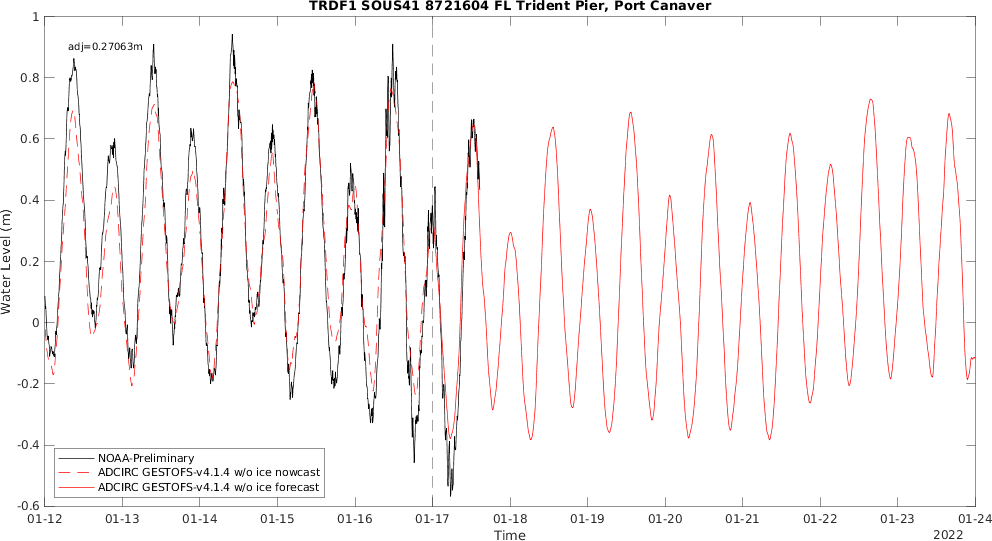 TRDF1 SOUS41 8721604 FL Trident Pier, Port Canaver
adj=0.27063m
1
0.8
0.6
0.4
0.2
0
-0.2
-0.4
-0.6
Water Level (m)
NOAA-Preliminary
ADCIRC GESTOFS-v4.1.4 w/o ice nowcast
ADCIRC GESTOFS-v4.1.4 w/o ice forecast
01-12 01-13 01-14 01-15 01-16 01-17 01-18 01-19 01-20 01-21 01-22 01-23 01-24
Time
2022